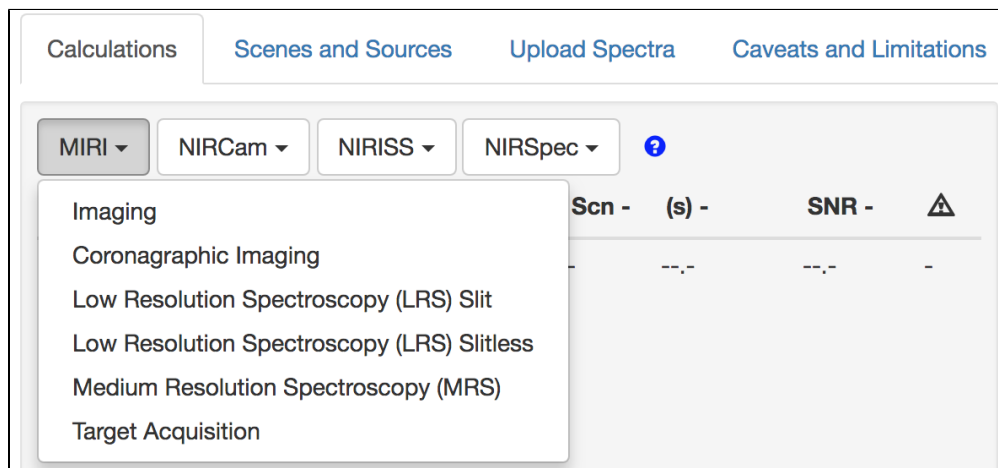 Calculations Scenes and Sources Upload Spectra Caveats and Limitations
MIRI NIRCam NIRISS NIRSpec ?
Scn - (s) - SNR -
Imaging
Coronagraphic Imaging
- --.- --.- -
Low Resolution Spectroscopy (LRS) Slit
Low Resolution Spectroscopy (LRS) Slitless
Medium Resolution Spectroscopy (MRS)
Target Acquisition